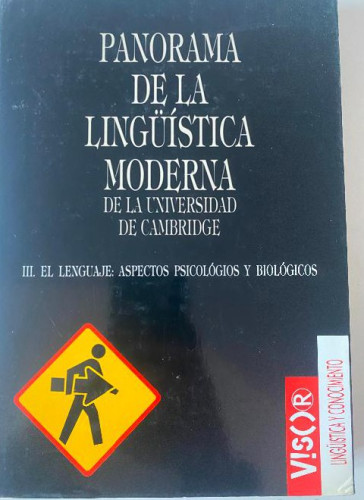 PANORAMA
DE LA
LINGÜÍSTICA
MODERNA
DE LA UNIVERSIDAD
DE CAMBRIDGE
III. EL LENGUAJE: ASPECTOS PSICOLÓGIOS Y BIOLÓGICOS
VISOR
LINGÜÍSTICA Y CONOCIMIENTO